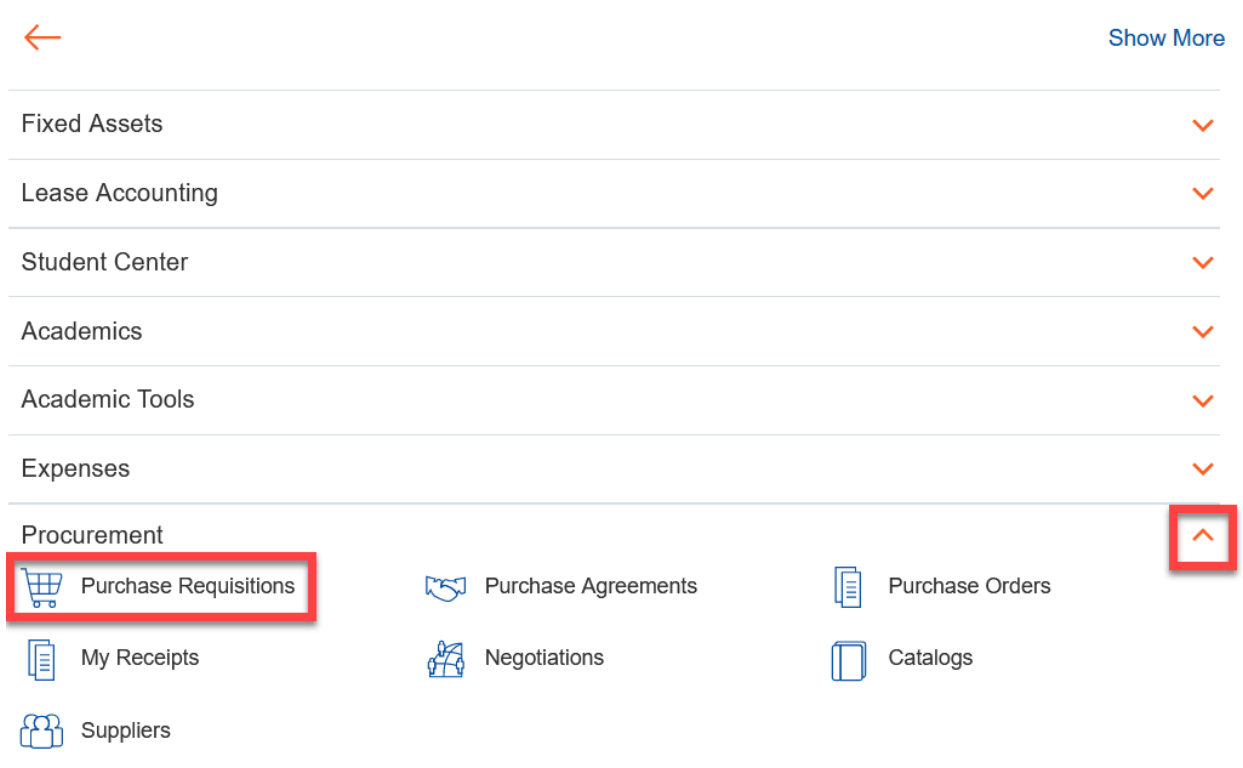 Show More
Fixed Assets
Lease Accounting
Student Center
Academics
Academic Tools
Expenses
Procurement
Purchase Requisitions
Purchase Agreements
Purchase Orders
My Receipts
Negotiations
Catalogs
Suppliers